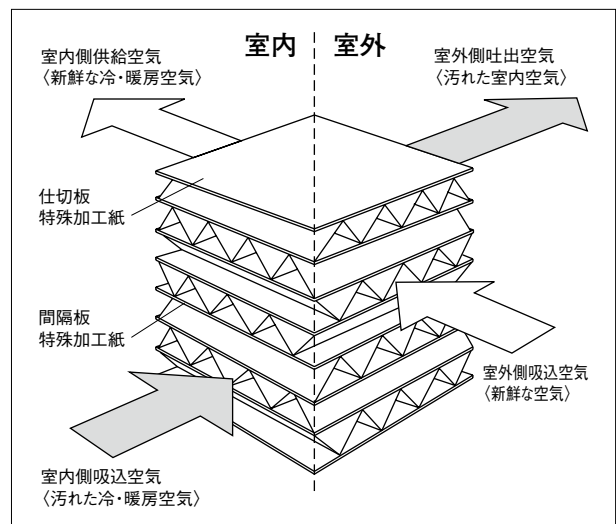 室内 室外
室内側供給空気
〈新鮮な冷・暖房空気〉
室外側吐出空気
〈汚れた室内空気〉
仕切板
特殊加工紙
間隔板
特殊加工紙
室外側吸込空気
〈新鮮な空気〉
室内側吸込空気
〈汚れた冷・暖房空気〉